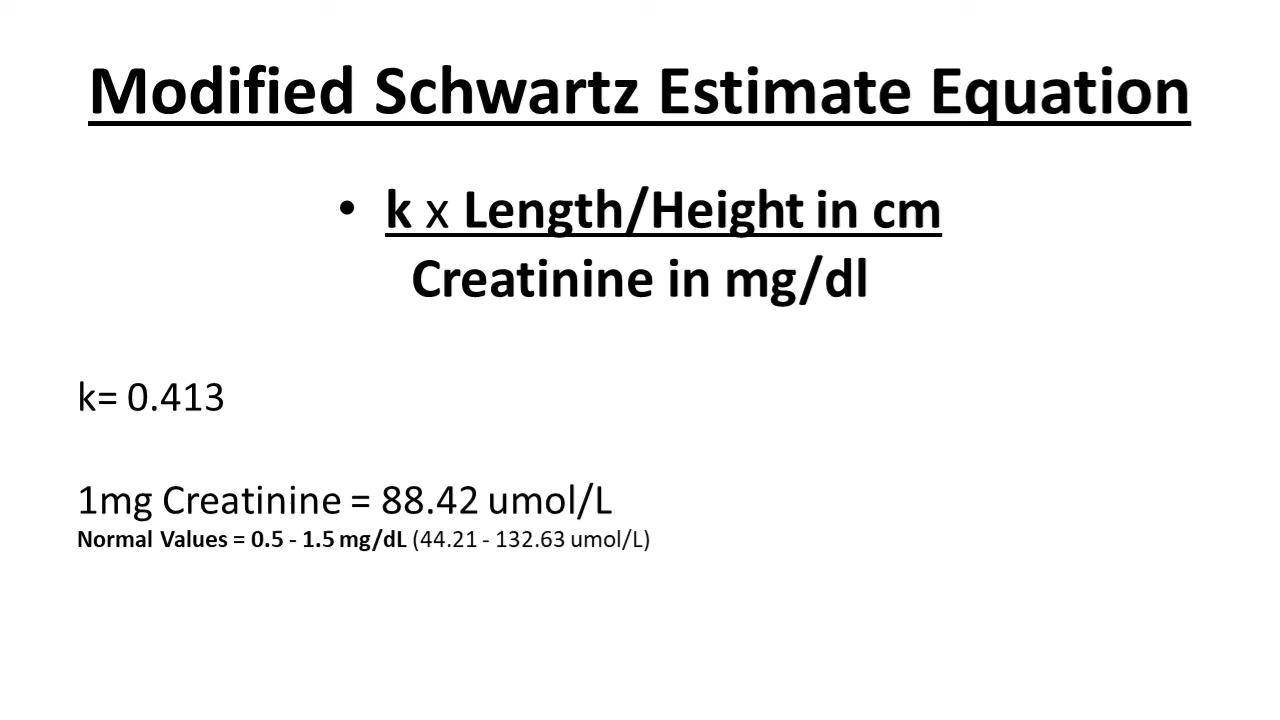 Modified Schwartz Estimate Equation
• k x Length/Height in cm
Creatinine in mg/dl
k= 0.413
1mg Creatinine = 88.42 umol/L
Normal Values = 0.5 - 1.5 mg/dL (44.21 - 132.63 umol/L)